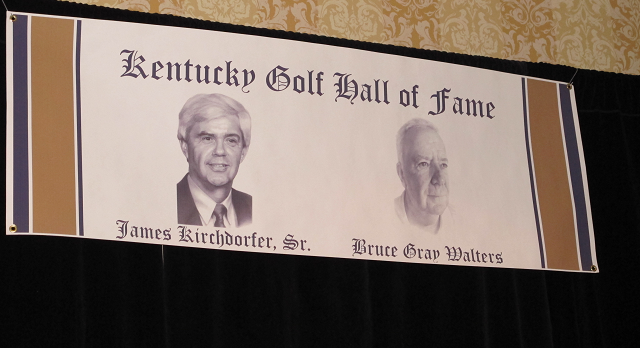 Kentucky Golf Hall of Fame
James Kirchdorfer, Sr.
Bruce Gray Walters